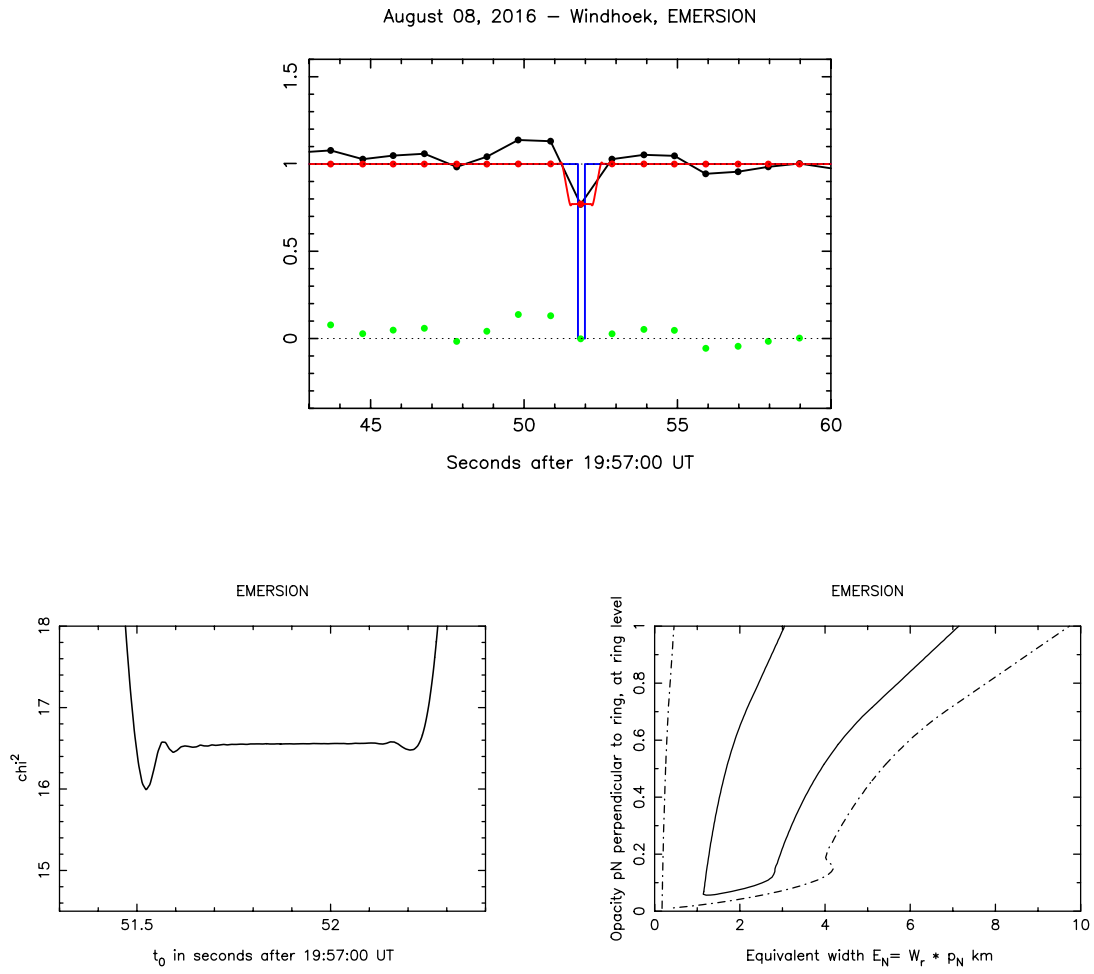 August 08, 2016 – Windhoek, EMERSION
1.5
1
0.5
0
45 50 55 60
Seconds after 19:57:00 UT
EMERSION
18
17
16
15
chi²
51.5 52
t₀ in seconds after 19:57:00 UT
EMERSION
1
0.8
0.6
0.4
0.2
0
Opacity pN perpendicular to ring, at ring level
0 2 4 6 8 10
Equivalent width E_N= W_r * p_N km